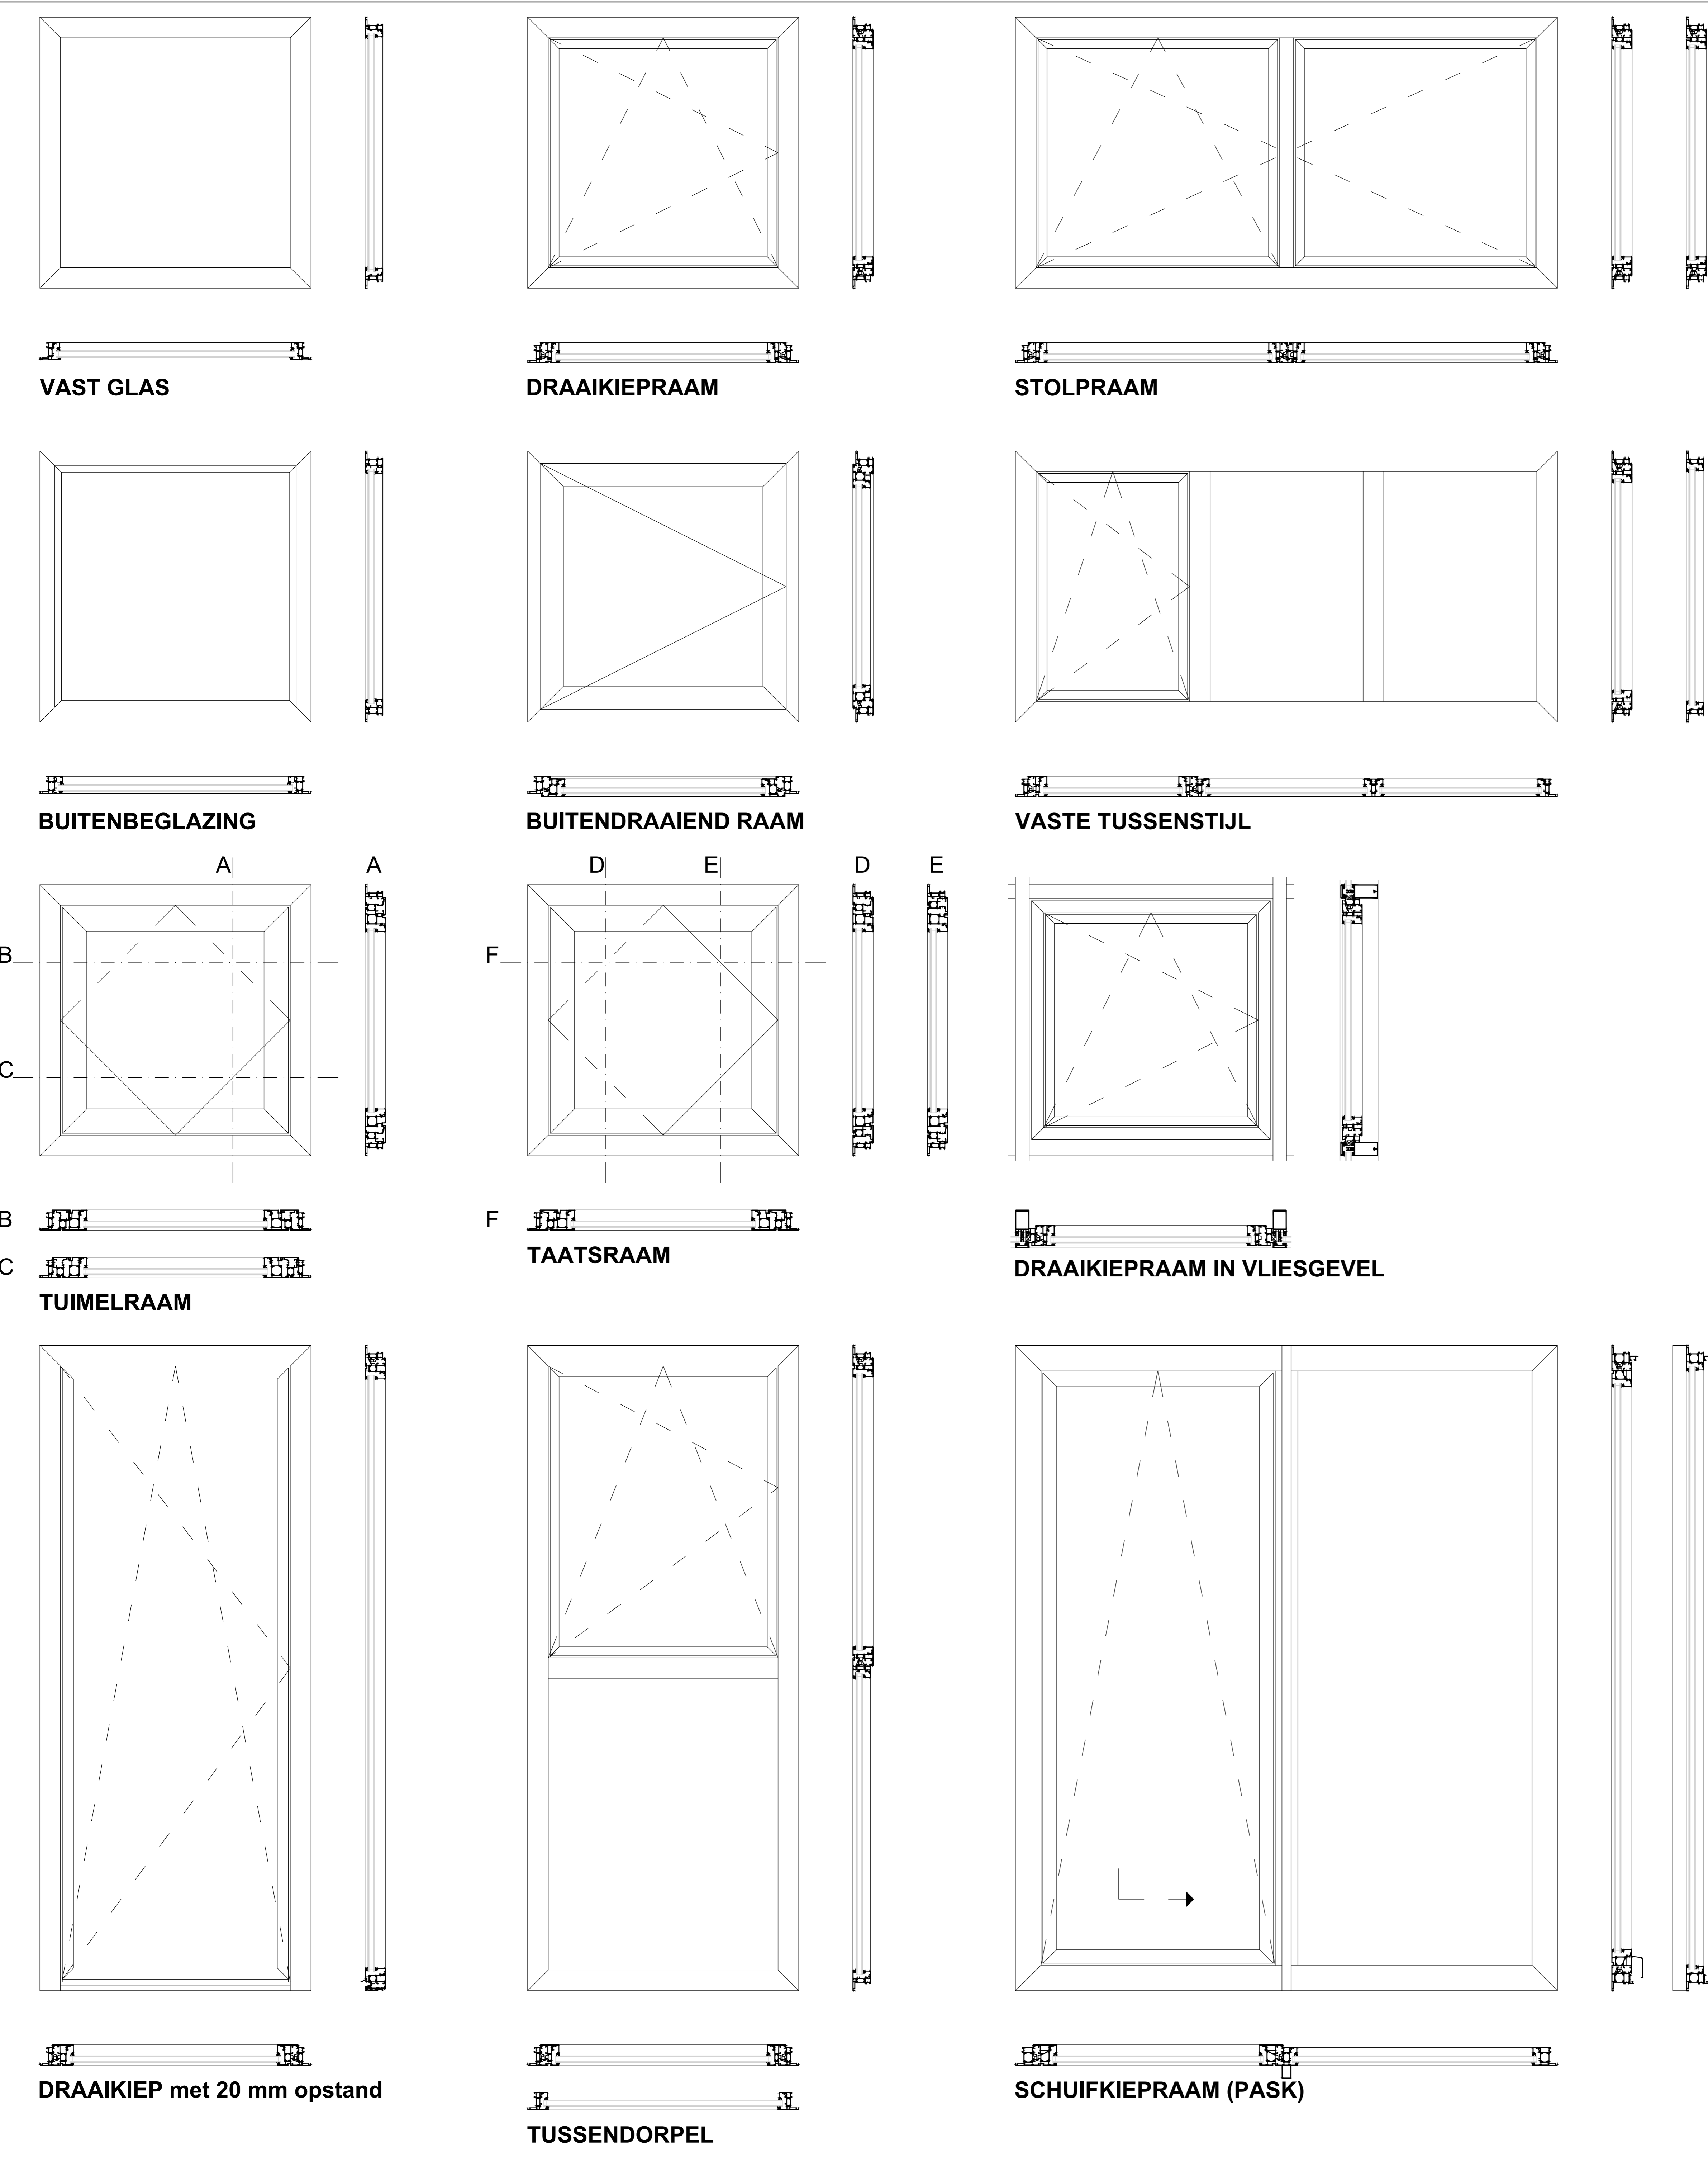 VAST GLAS
DRAAIKIEPRAAM
STOLPRAAM
BUITENBEGLAZING
BUITENDRAAIEND RAAM
VASTE TUSSENSTIJL
A A
D E D E
B
F
C
B
F
TAATSRAAM
C
DRAAIKIEPRAAM IN VLIESGEVEL
TUIMELRAAM
DRAAIKIEP met 20 mm opstand
SCHUIFKIEPRAAM (PASK)
TUSSENDORPEL